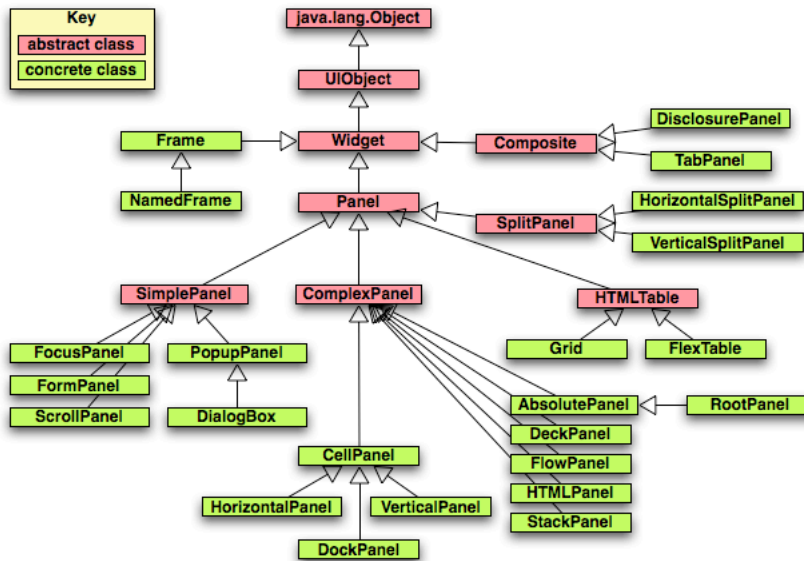 Key
abstract class
concrete class
java.lang.Object
UIObject
Frame
Widget
Composite
DisclosurePanel
TabPanel
NamedFrame
Panel
SplitPanel
HorizontalSplitPanel
VerticalSplitPanel
SimplePanel
ComplexPanel
HTMLTable
FocusPanel
PopupPanel
Grid
FlexTable
FormPanel
ScrollPanel
DialogBox
AbsolutePanel
RootPanel
DeckPanel
CellPanel
FlowPanel
HorizontalPanel
VerticalPanel
HTMLPanel
StackPanel
DockPanel